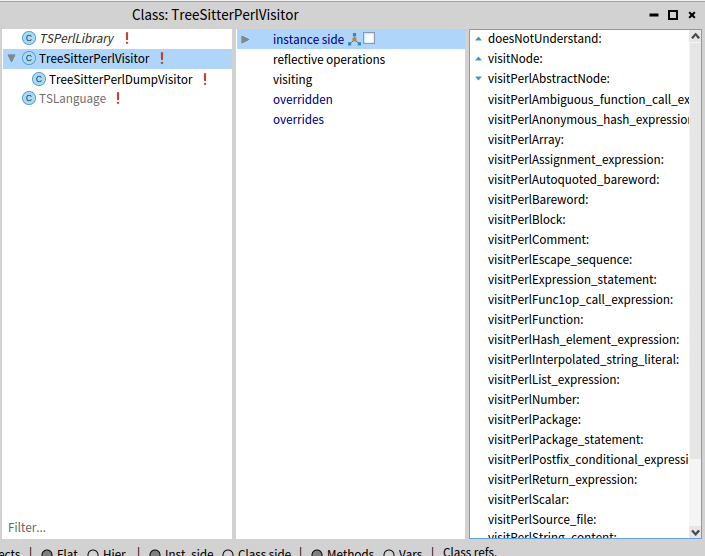 Class: TreeSitterPerlVisitor
TSPerlLibrary !
TreeSitterPerlVisitor !
TreeSitterPerlDumpVisitor !
TSLanguage !
Filter...
instance side
reflective operations
visiting
overridden
overrides
doesNotUnderstand:
visitNode:
visitPerlAbstractNode:
visitPerlAmbiguous_function_call_ex
visitPerlAnonymous_hash_expressio
visitPerlArray:
visitPerlAssignment_expression:
visitPerlAutoquoted_bareword:
visitPerlBareword:
visitPerlBlock:
visitPerlComment:
visitPerlEscape_sequence:
visitPerlExpression_statement:
visitPerlFunc1op_call_expression:
visitPerlFunction:
visitPerlHash_element_expression:
visitPerlInterpolated_string_literal:
visitPerlList_expression:
visitPerlNumber:
visitPerlPackage:
visitPerlPackage_statement:
visitPerlPostfix_conditional_expressi
visitPerlReturn_expression:
visitPerlScalar:
visitPerlSource_file:
visitPerlString_content:
ects | Flat Hier. | Inst. side Class side | Methods Vars | Class refs.